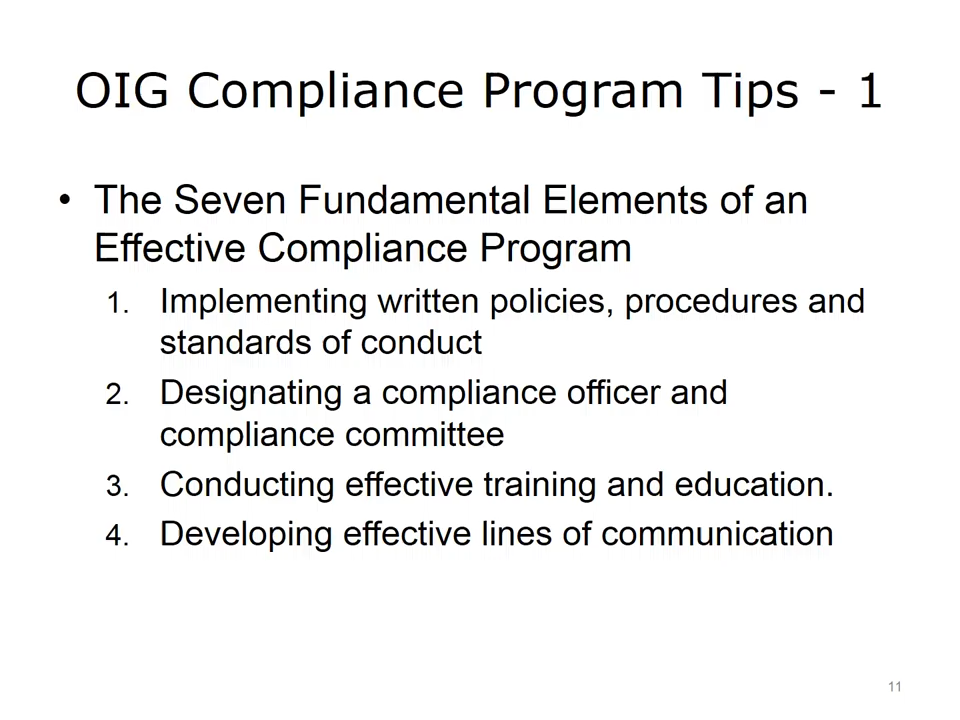 OIG Compliance Program Tips - 1
• The Seven Fundamental Elements of an
Effective Compliance Program
1. Implementing written policies, procedures and
standards of conduct
2. Designating a compliance officer and
compliance committee
3. Conducting effective training and education.
4. Developing effective lines of communication
11